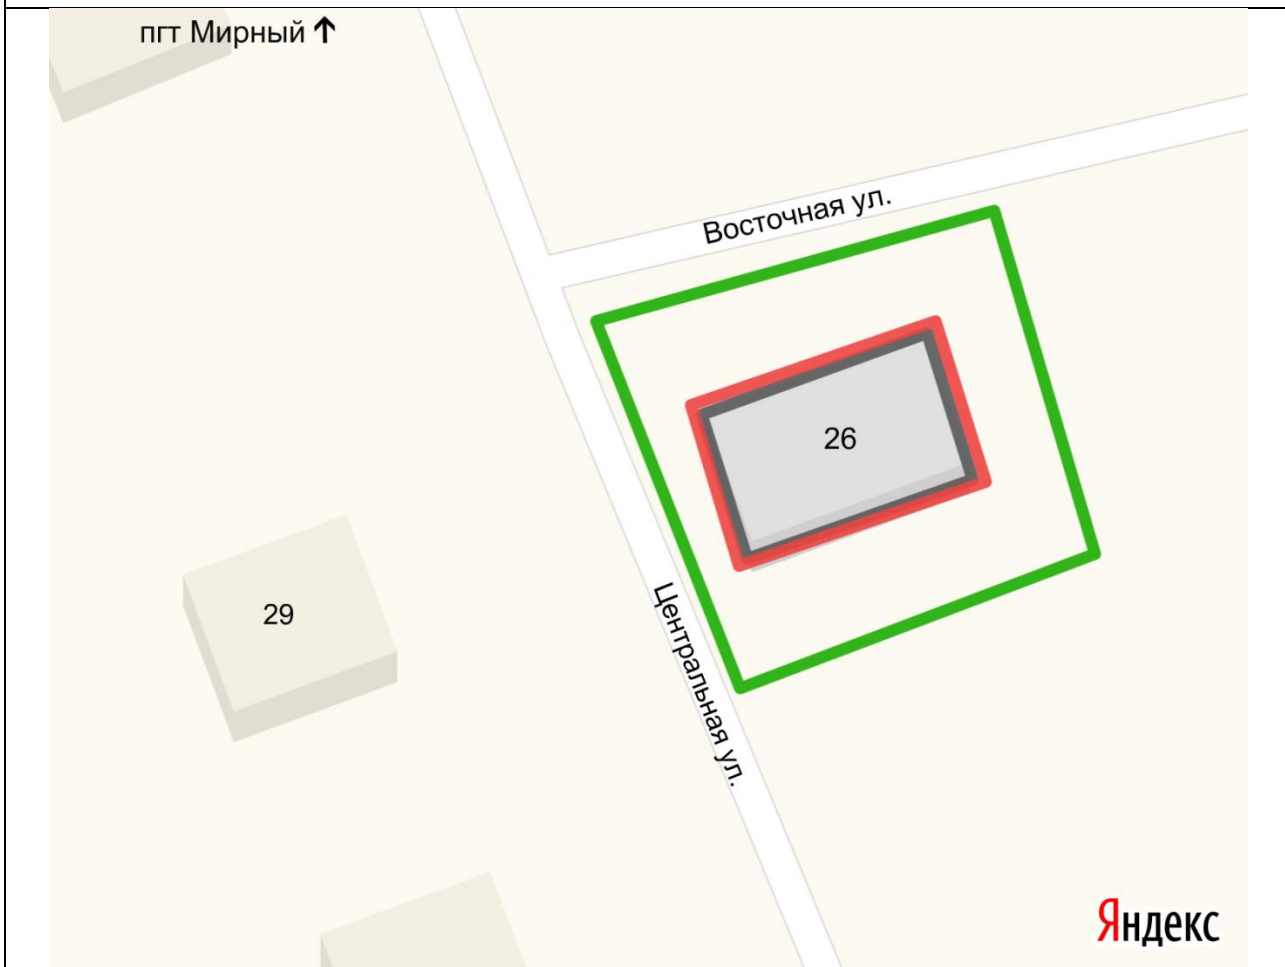 пгт Мирный ↑
Восточная ул.
26
29
Центральная ул.
Яндекс